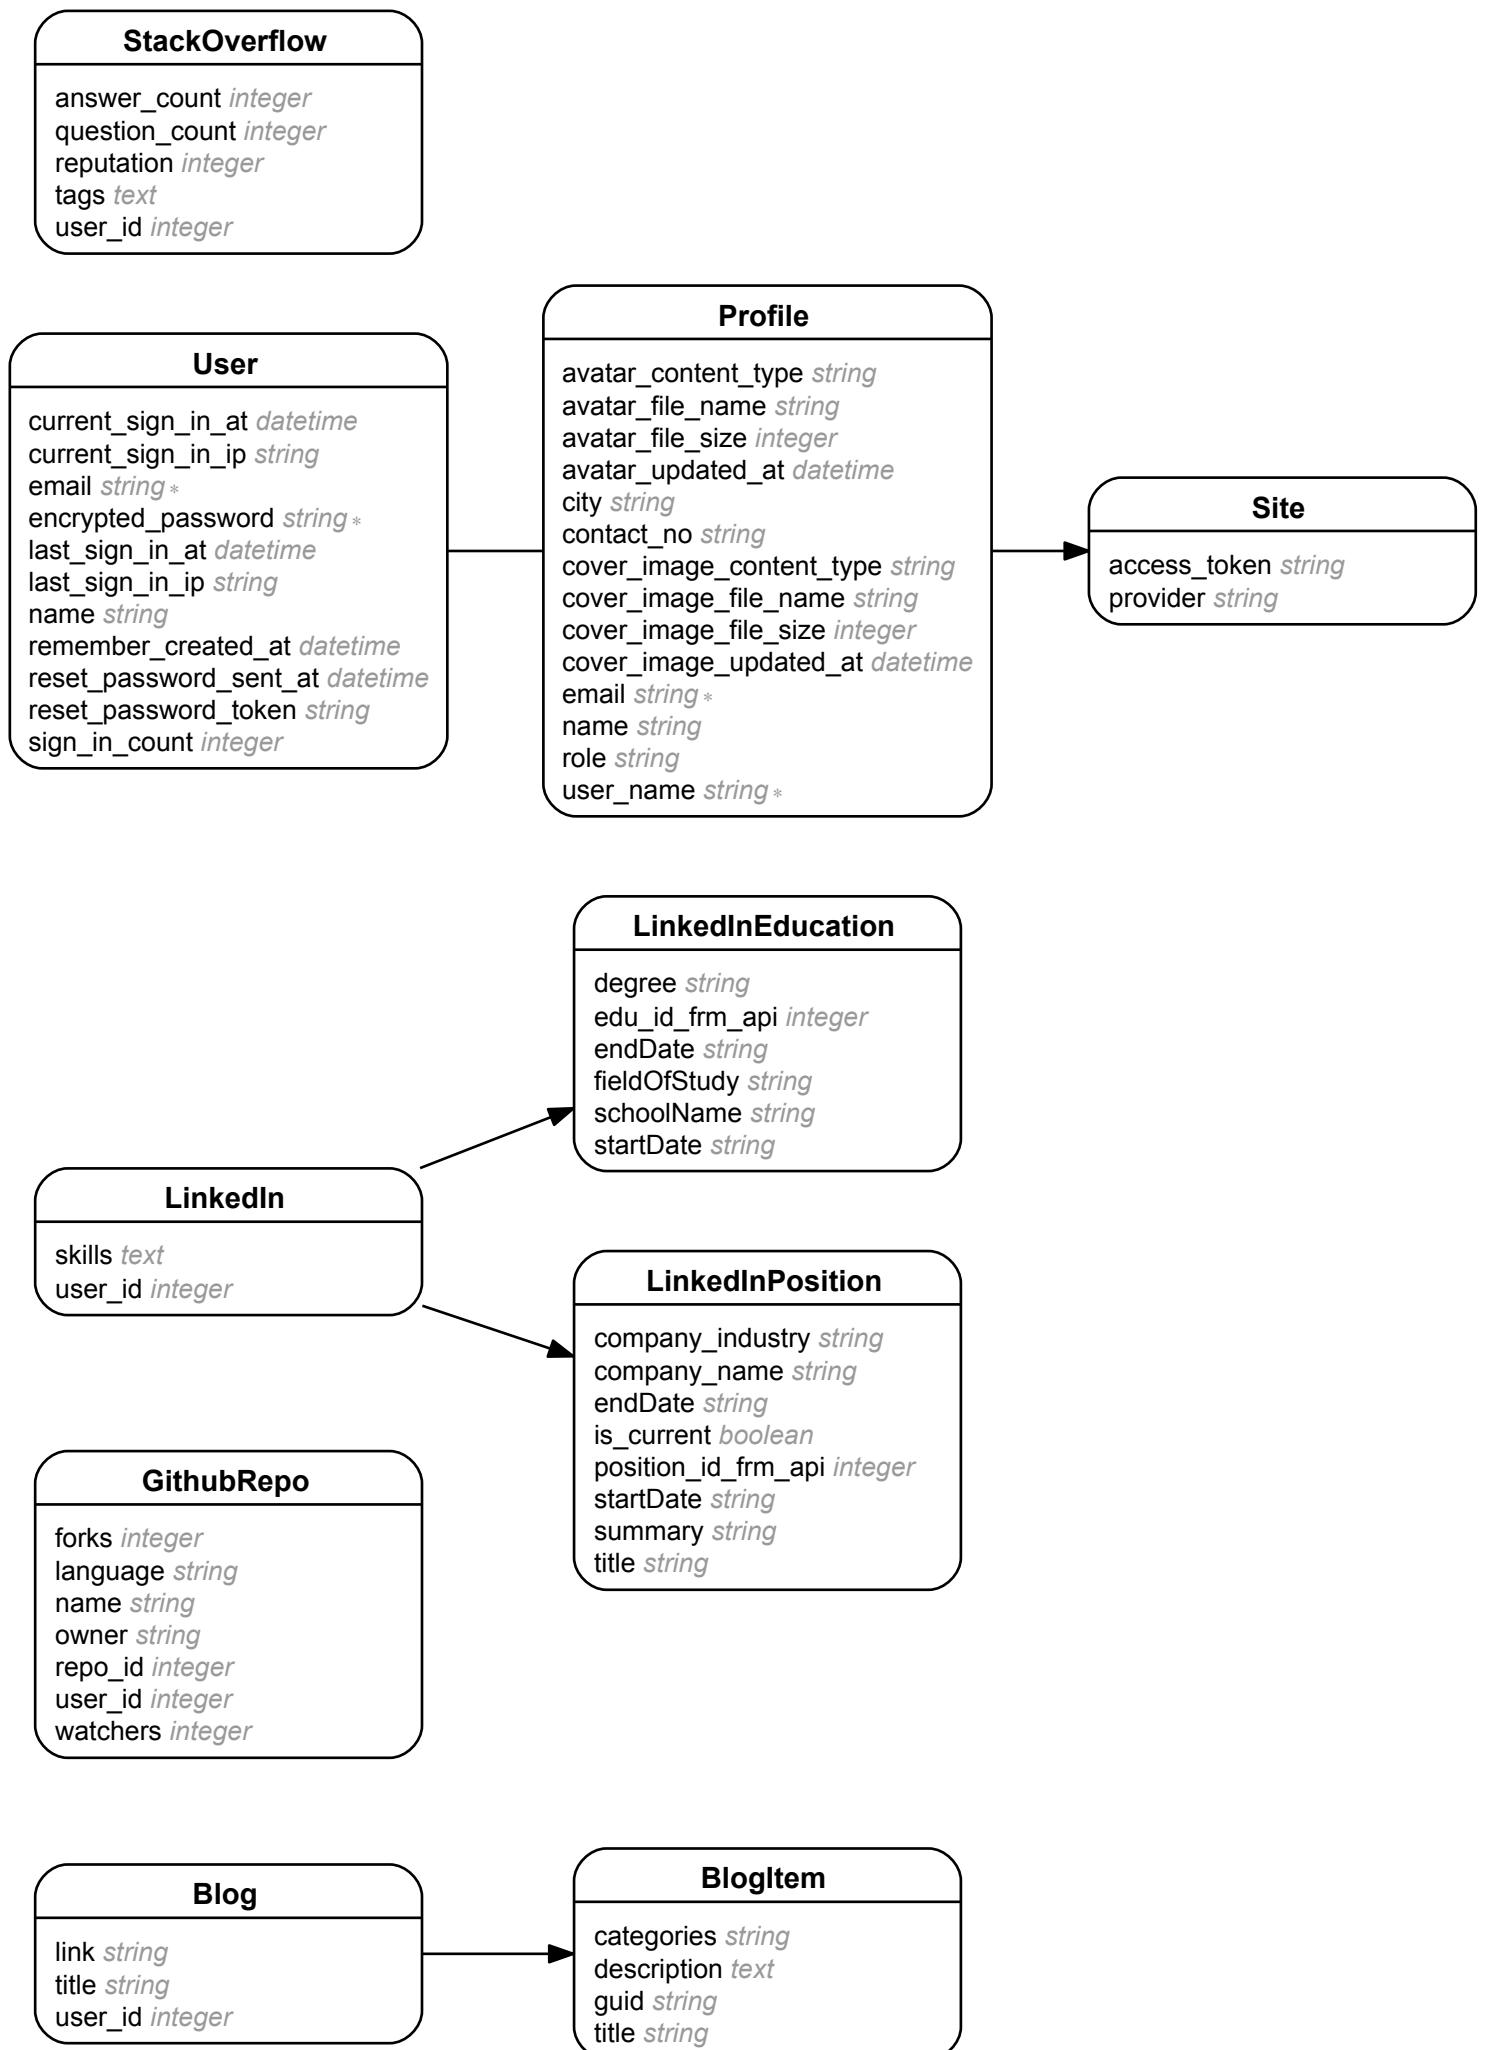 StackOverflow
answer_count integer
question_count integer
reputation integer
tags text
user_id integer
User
current_sign_in_at datetime
current_sign_in_ip string
email string *
encrypted_password string *
last_sign_in_at datetime
last_sign_in_ip string
name string
remember_created_at datetime
reset_password_sent_at datetime
reset_password_token string
sign_in_count integer
Profile
avatar_content_type string
avatar_file_name string
avatar_file_size integer
avatar_updated_at datetime
city string
contact_no string
cover_image_content_type string
cover_image_file_name string
cover_image_file_size integer
cover_image_updated_at datetime
email string *
name string
role string
user_name string *
Site
access_token string
provider string
LinkedInEducation
degree string
edu_id_frm_api integer
endDate string
fieldOfStudy string
schoolName string
startDate string
LinkedIn
skills text
user_id integer
LinkedInPosition
company_industry string
company_name string
endDate string
is_current boolean
position_id_frm_api integer
startDate string
summary string
title string
GithubRepo
forks integer
language string
name string
owner string
repo_id integer
user_id integer
watchers integer
Blog
link string
title string
user_id integer
BlogItem
categories string
description text
guid string
title string